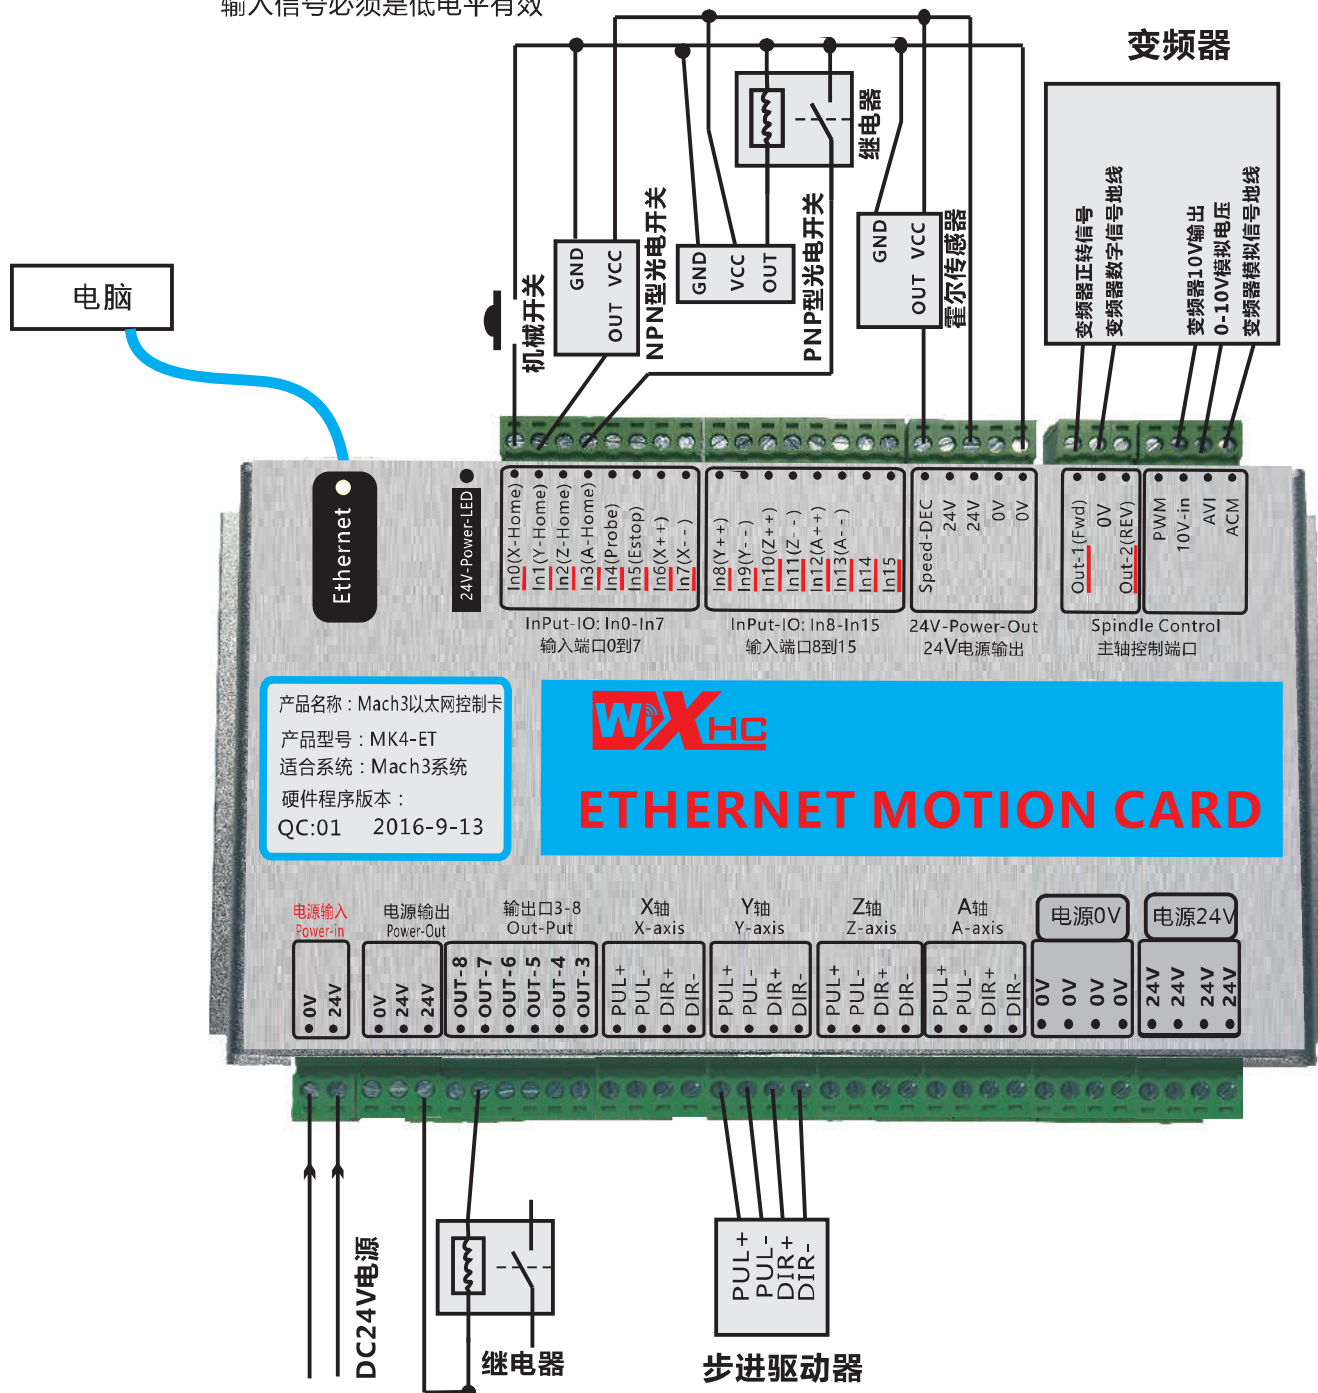 输入信号必须是低电平有效
变频器
继电器
GND
VCC
OUT
NPN型光电开关
GND
VCC
OUT
PNP型光电开关
GND
VCC
OUT
霍尔传感器
机械开关
变频器正转信号
变频器数字信号地线
变频器10V输出
0-10V模拟电压
变频器模拟信号地线
电脑
Ethernet
24V-Power-LED
In0(X-Home)
In1(Y-Home)
In2(Z-Home)
In3(A-Home)
In4(Probe)
In5(Estop)
In6(X++)
In7(X--)
In8(Y++)
In9(Y--)
In10(Z++)
In11(Z--)
In12(A++)
In13(A--)
In14
In15
Speed-DEC
24V
24V
0V
0V
Out-1(Fwd)
0V
Out-2(REV)
PWM
10V-in
AVI
ACM
InPut-IO: In0-In7
输入端口0到7
InPut-IO: In8-In15
输入端口8到15
24V-Power-Out
24V电源输出
Spindle Control
主轴控制端口
产品名称：Mach3以太网控制卡
产品型号：MK4-ET
适合系统：Mach3系统
硬件程序版本：
QC:01 2016-9-13
WiXHC
ETHERNET MOTION CARD
电源输入
Power-in
电源输出
Power-Out
输出口3-8
Out-Put
X轴
X-axis
Y轴
Y-axis
Z轴
Z-axis
A轴
A-axis
电源0V
电源24V
0V
24V
0V
24V
24V
OUT-8
OUT-7
OUT-6
OUT-5
OUT-4
OUT-3
PUL+
PUL-
DIR+
DIR-
PUL+
PUL-
DIR+
DIR-
PUL+
PUL-
DIR+
DIR-
PUL+
PUL-
DIR+
DIR-
0V
0V
0V
0V
24V
24V
24V
24V
DC24V电源
继电器
PUL+
PUL-
DIR+
DIR-
步进驱动器